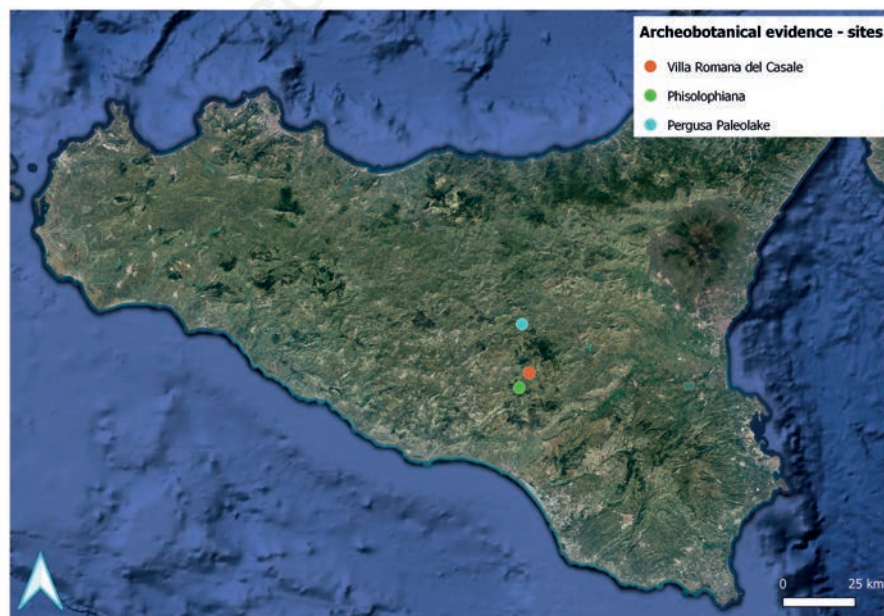 Archeobotanical evidence - sites
Villa Romana del Casale
Phisolophiana
Pergusa Paleolake
0 25 km